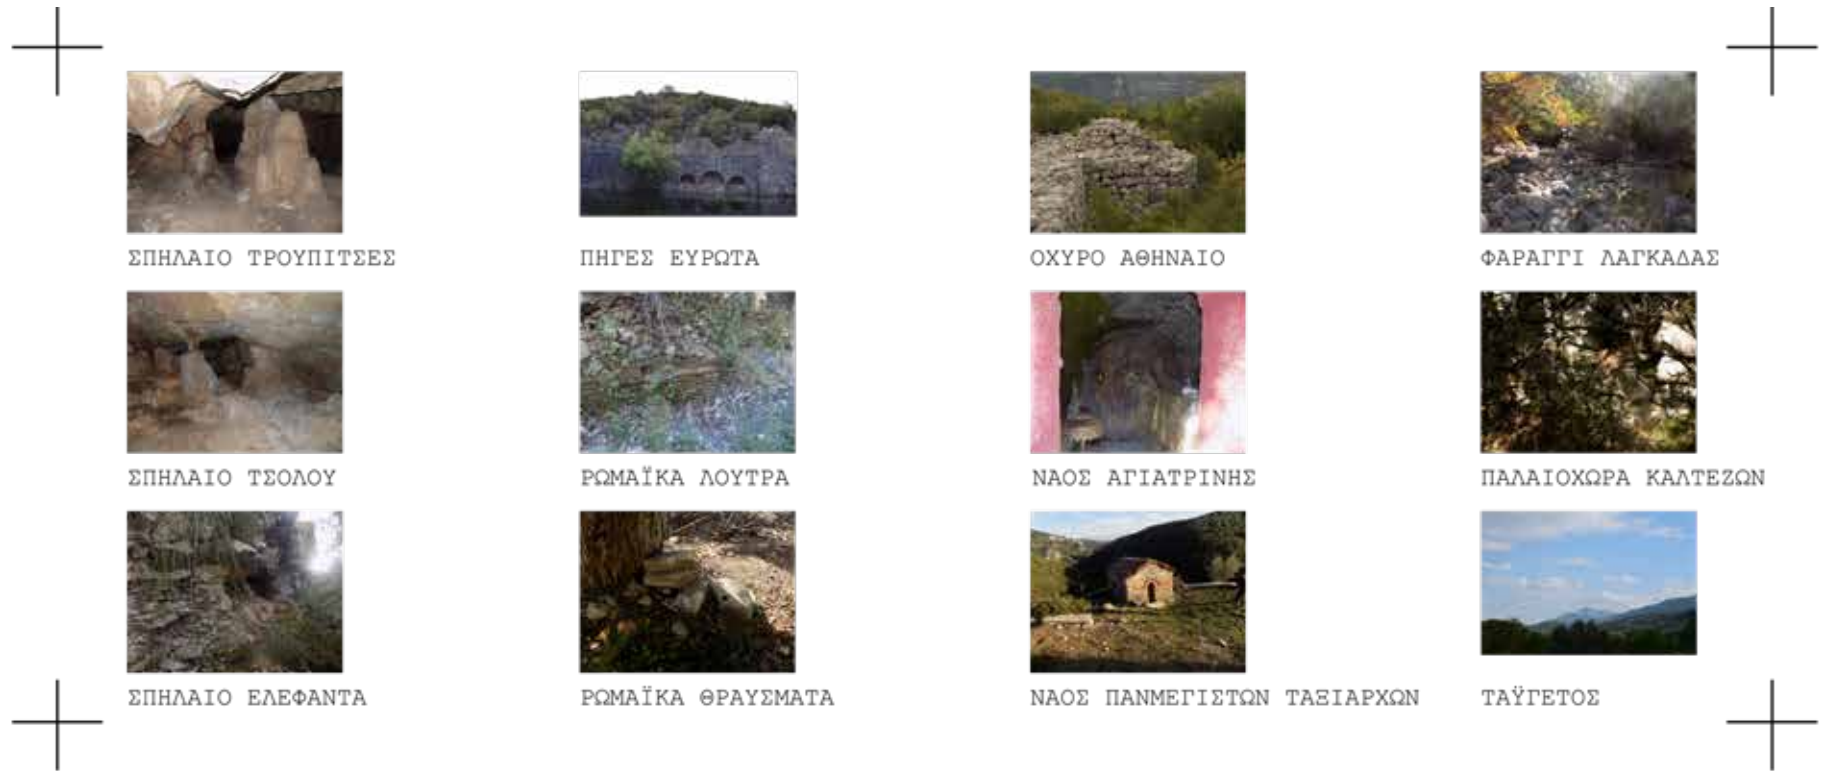 ΣΠΗΛΑΙΟ ΤΡΟΥΠΙΤΣΕΣ
ΠΗΓΕΣ ΕΥΡΩΤΑ
ΟΧΥΡΟ ΑΘΗΝΑΙΟ
ΦΑΡΑΓΓΙ ΛΑΓΚΑΔΑΣ
ΣΠΗΛΑΙΟ ΤΣΟΛΟΥ
ΡΩΜΑΪΚΑ ΛΟΥΤΡΑ
ΝΑΟΣ ΑΓΙΑΤΡΙΝΗΣ
ΠΑΛΑΙΟΧΩΡΑ ΚΑΛΤΕΖΩΝ
ΣΠΗΛΑΙΟ ΕΛΕΦΑΝΤΑ
ΡΩΜΑΪΚΑ ΘΡΑΥΣΜΑΤΑ
ΝΑΟΣ ΠΑΝΜΕΓΙΣΤΩΝ ΤΑΞΙΑΡΧΩΝ
ΤΑΫΓΕΤΟΣ